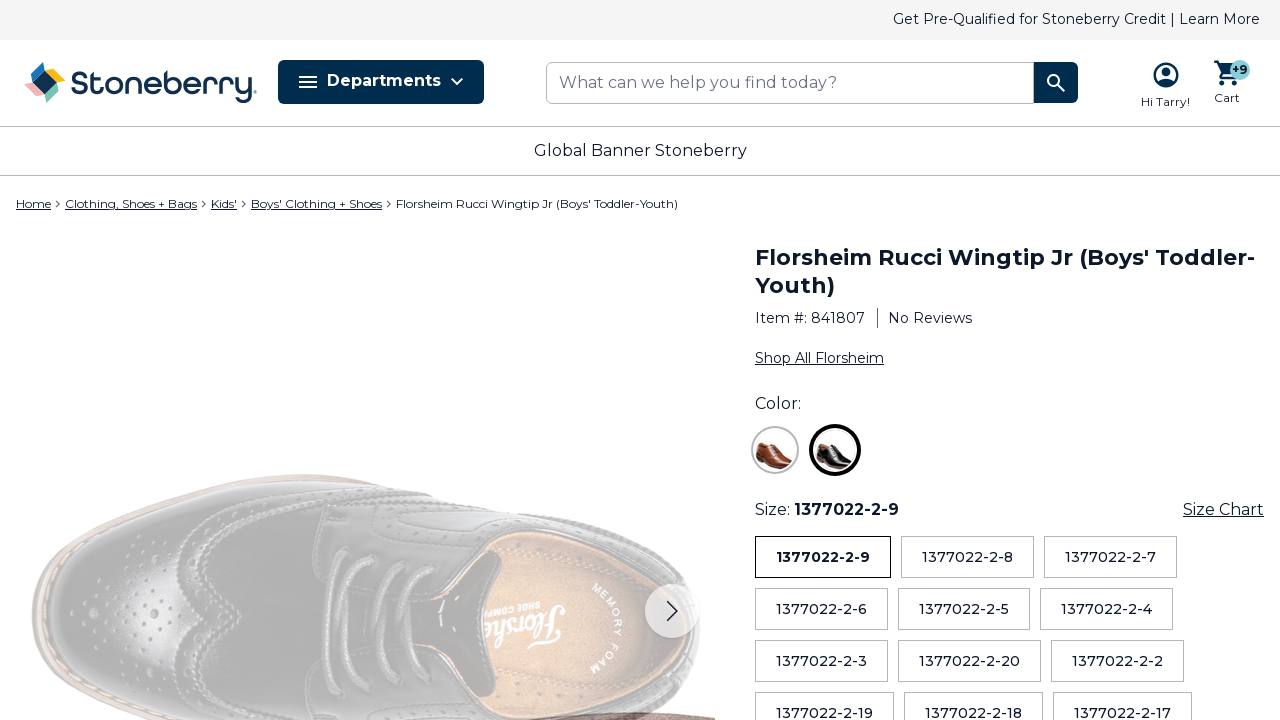 Get Pre-Qualified for Stoneberry Credit | Learn More
Stoneberry.
Departments
What can we help you find today?
Hi Tarry!
+9
Cart
Global Banner Stoneberry
Home > Clothing, Shoes + Bags > Kids' > Boys' Clothing + Shoes > Florsheim Rucci Wingtip Jr (Boys' Toddler-Youth)
Florsheim Rucci Wingtip Jr (Boys' Toddler-
Youth)
Item #: 841807 | No Reviews
Shop All Florsheim
Color:
Size: 1377022-2-9
Size Chart
1377022-2-9
1377022-2-8
1377022-2-7
1377022-2-6
1377022-2-5
1377022-2-4
1377022-2-3
1377022-2-20
1377022-2-2
1377022-2-19
1377022-2-18
1377022-2-17
MEMORY FOAM